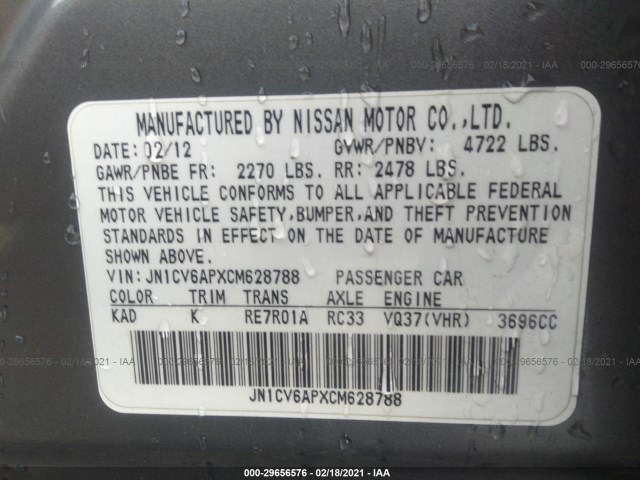 000-29656576 02/18/2021 - IAA
MANUFACTURED BY NISSAN MOTOR CO.,LTD.
DATE:02/12 GVWR/PNBV: 4722 LBS.
GAWR/PNBE FR: 2270 LBS. RR: 2478 LBS.
THIS VEHICLE CONFORMS TO ALL APPLICABLE FEDERAL
MOTOR VEHICLE SAFETY,BUMPER,AND THEFT PREVENTION
STANDARDS IN EFFECT ON THE DATE OF MANUFACTURE
SHOWN ABOVE.
VIN:JN1CV6APXCM628788 PASSENGER CAR
COLOR TRIM TRANS AXLE ENGINE
KAD K RE7R01A RC33 VQ37(VHR) 3696CC
JN1CV6APXCM628788
000-29656576 / 02/18/2021 / - IAA